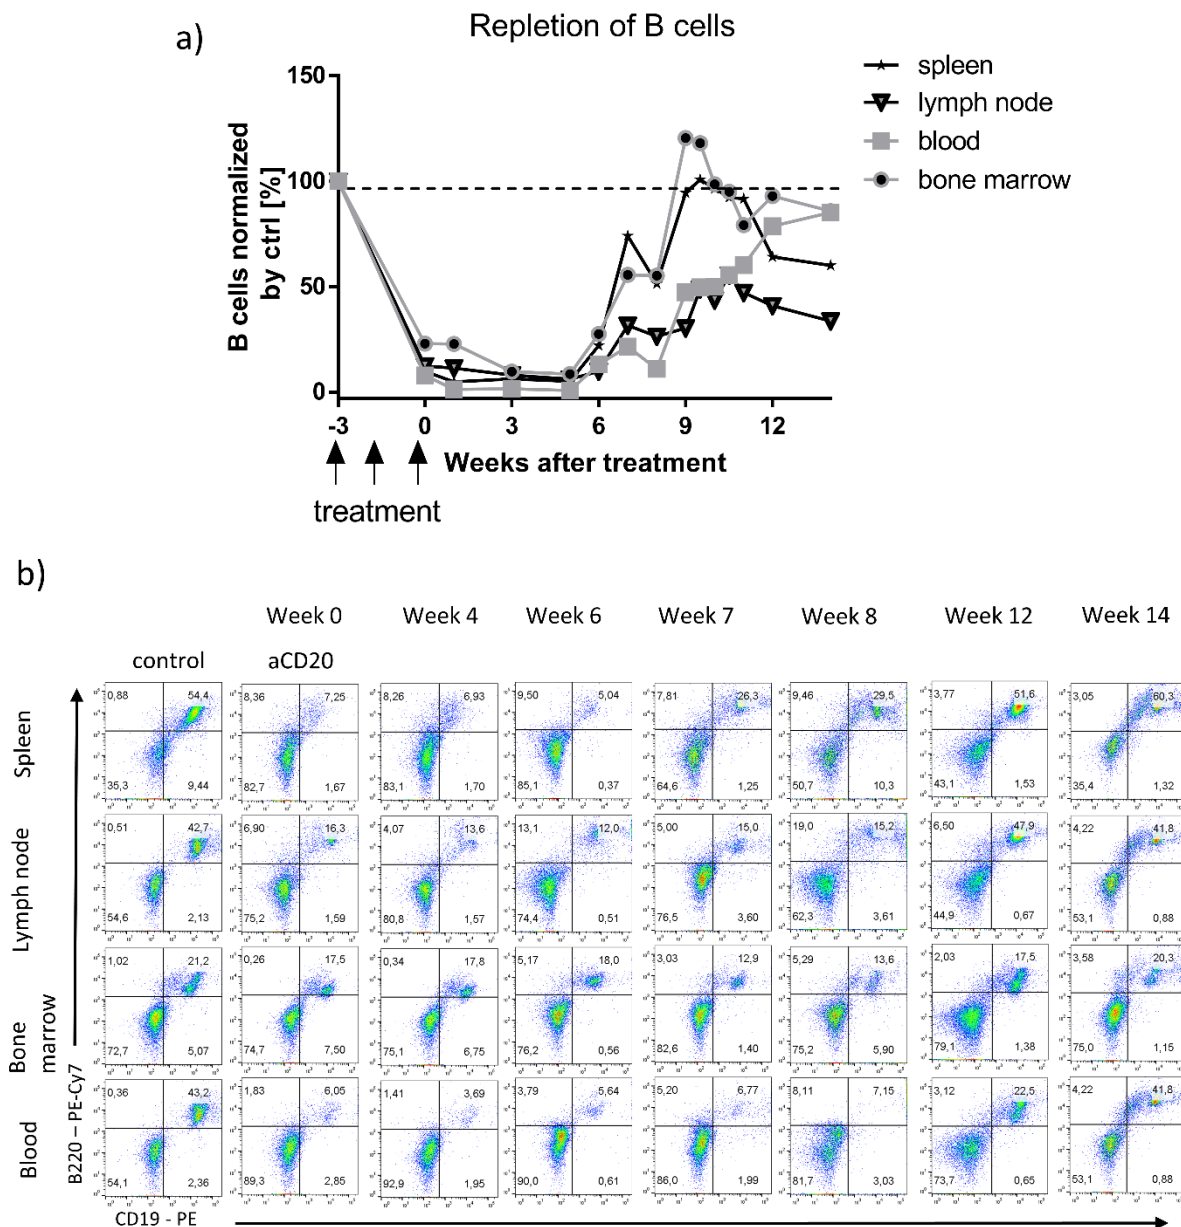 a)
Repletion of B cells
B cells normalized
by ctrl [%]
150
100
50
0
-3 0 3 6 9 12
Weeks after treatment
treatment
spleen
lymph node
blood
bone marrow
b)
Week 0 Week 4 Week 6 Week 7 Week 8 Week 12 Week 14
control aCD20
Spleen
0,88 54,4 8,36 7,25 8,26 6,93 9,50 5,04 7,81 26,3 9,46 29,5 3,77 51,6 3,05 60,3
35,3 9,44 82,7 1,67 83,1 1,70 85,1 0,37 64,6 1,25 50,7 10,3 43,1 1,53 35,4 1,32
Lymph node
0,51 42,7 6,90 16,3 4,07 13,6 13,1 12,0 5,00 15,0 19,0 15,2 6,50 47,9 4,22 41,8
54,6 2,13 75,2 1,59 80,8 1,57 74,4 0,51 76,5 3,60 62,3 3,61 44,9 0,67 53,1 0,88
Bone
marrow
1,02 21,2 0,26 17,5 0,34 17,8 5,17 18,0 3,03 12,9 5,29 13,6 2,03 17,5 3,58 20,3
72,7 5,07 74,7 7,50 75,1 6,75 76,2 0,56 82,6 1,40 75,2 5,90 79,1 1,38 75,0 1,15
Blood
0,36 43,2 1,83 6,05 1,41 3,69 3,79 5,64 5,20 6,77 8,11 7,15 3,12 22,5 4,22 41,8
54,1 2,36 89,3 2,85 92,9 1,95 90,0 0,61 86,0 1,99 81,7 3,03 73,7 0,65 53,1 0,88
B220 – PE-Cy7
CD19 - PE